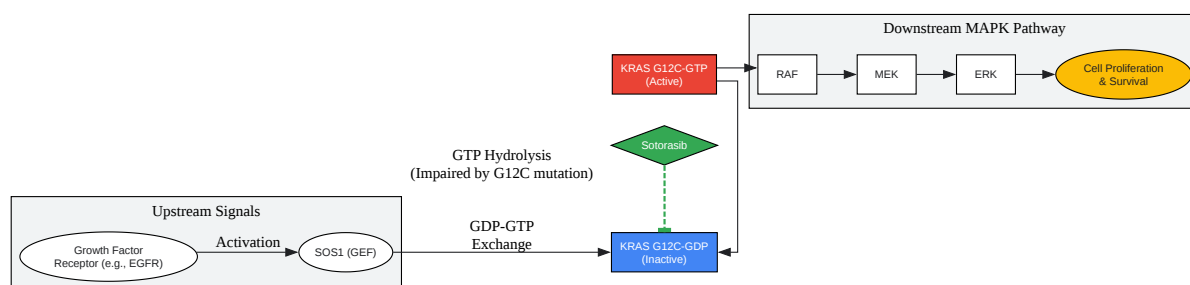 Downstream MAPK Pathway
KRAS G12C-GTP
(Active)
RAF
MEK
ERK
Cell Proliferation
& Survival
Sotorasib
GTP Hydrolysis
(Impaired by G12C mutation)
Upstream Signals
Growth Factor
Receptor (e.g., EGFR)
Activation
SOS1 (GEF)
GDP-GTP
Exchange
KRAS G12C-GDP
(Inactive)